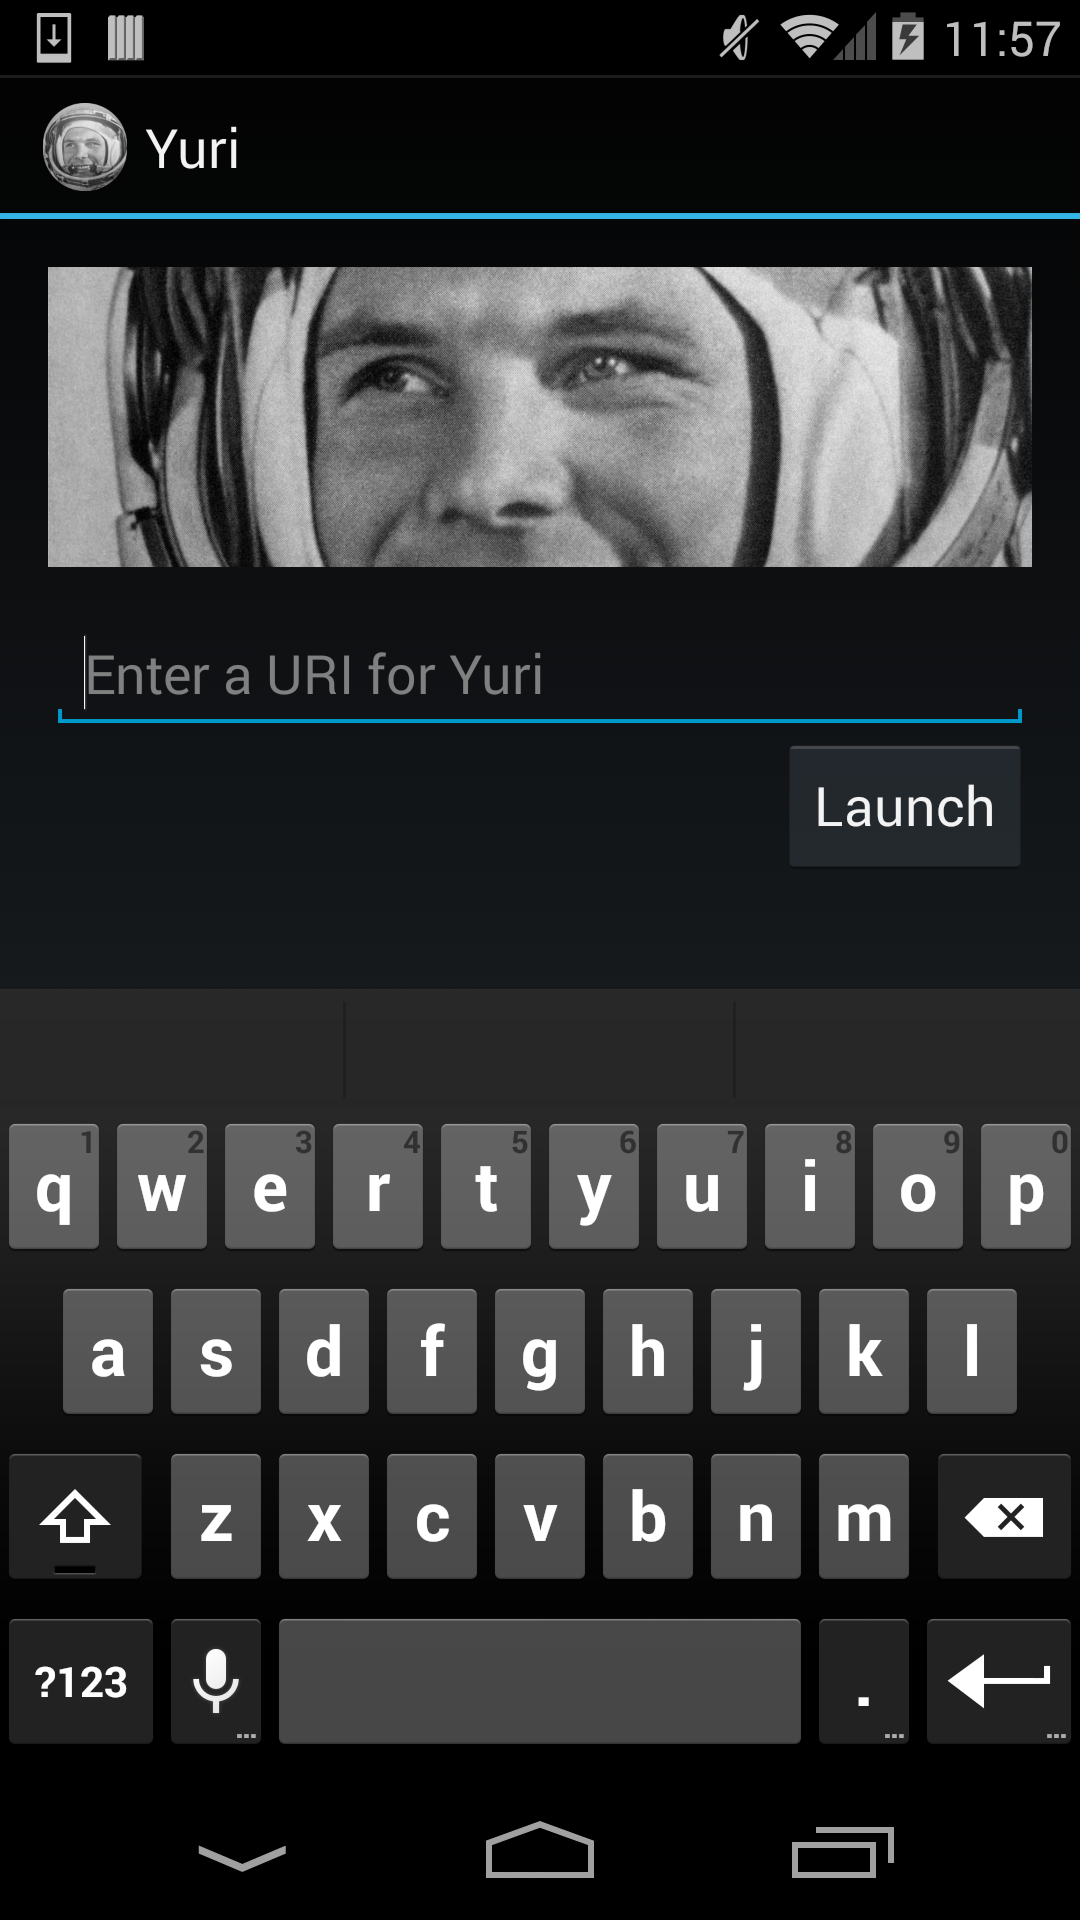 11:57
Yuri
Enter a URI for Yuri
Launch
1 2 3 4 5 6 7 8 9 0
q w e r t y u i o p
a s d f g h j k l
z x c v b n m
?123 .